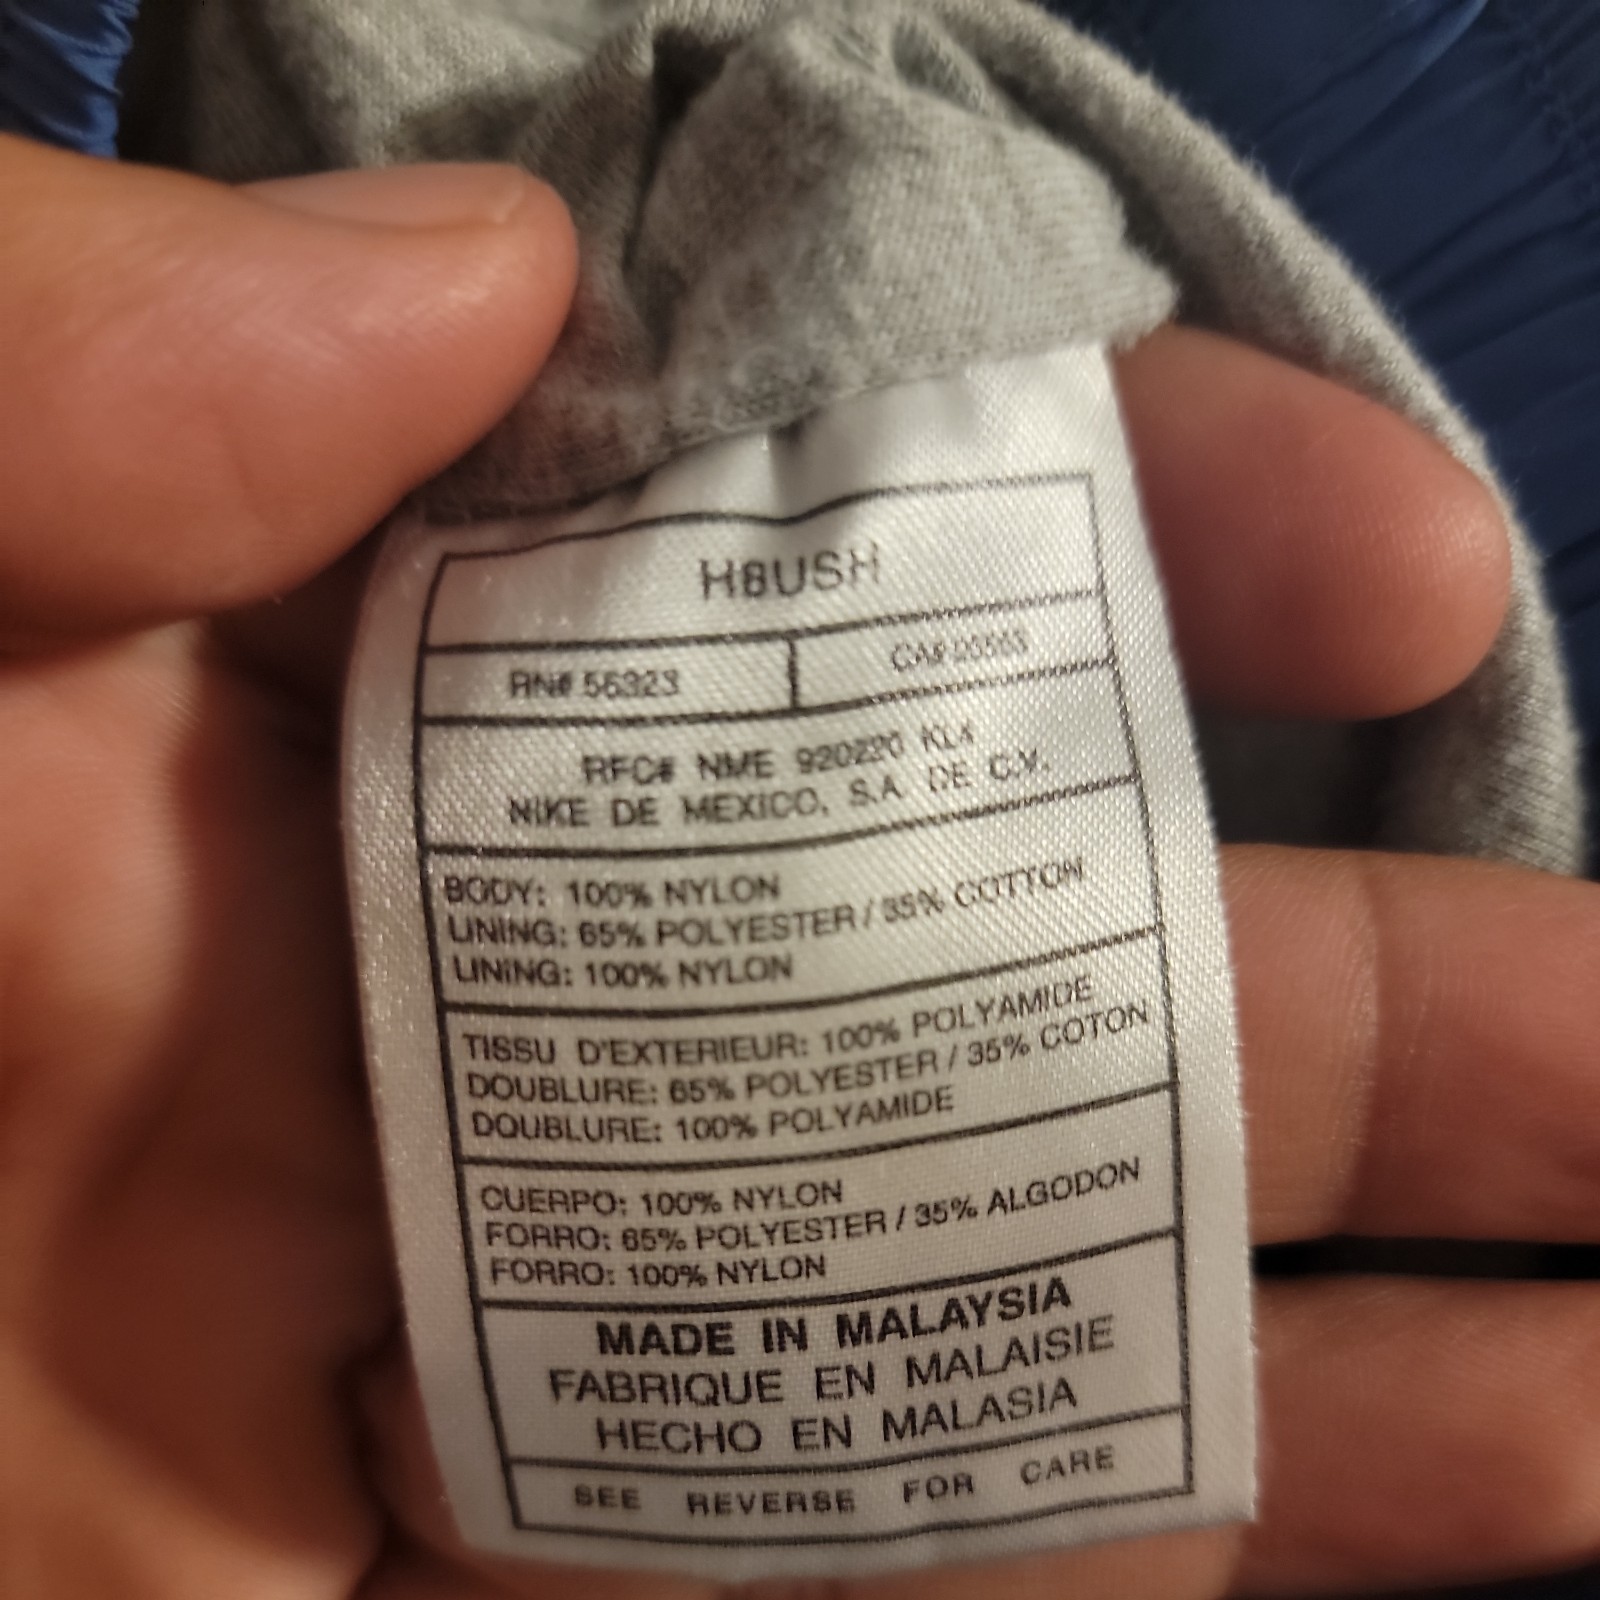 H8USH
RN# 56323
CA# 05553
RFC# NME 920220 KL4
NIKE DE MEXICO, S.A DE C.V.
BODY: 100% NYLON
LINING: 65% POLYESTER / 35% COTTON
LINING: 100% NYLON
TISSU D'EXTERIEUR: 100% POLYAMIDE
DOUBLURE: 65% POLYESTER / 35% COTON
DOUBLURE: 100% POLYAMIDE
CUERPO: 100% NYLON
FORRO: 65% POLYESTER / 35% ALGODON
FORRO: 100% NYLON
MADE IN MALAYSIA
FABRIQUE EN MALAISIE
HECHO EN MALASIA
SEE REVERSE FOR CARE